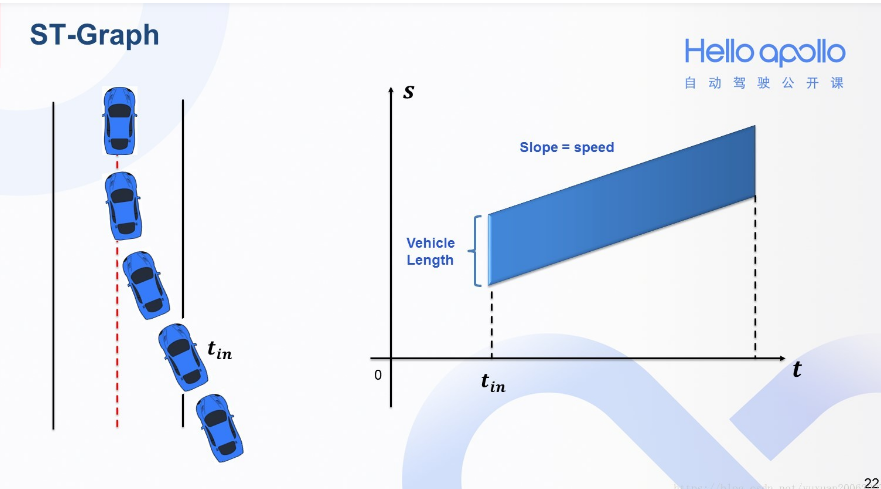 ST-Graph
Hello apollo
自动驾驶公开课
s
Slope = speed
Vehicle
Length
t_in
0
t_in
t
22